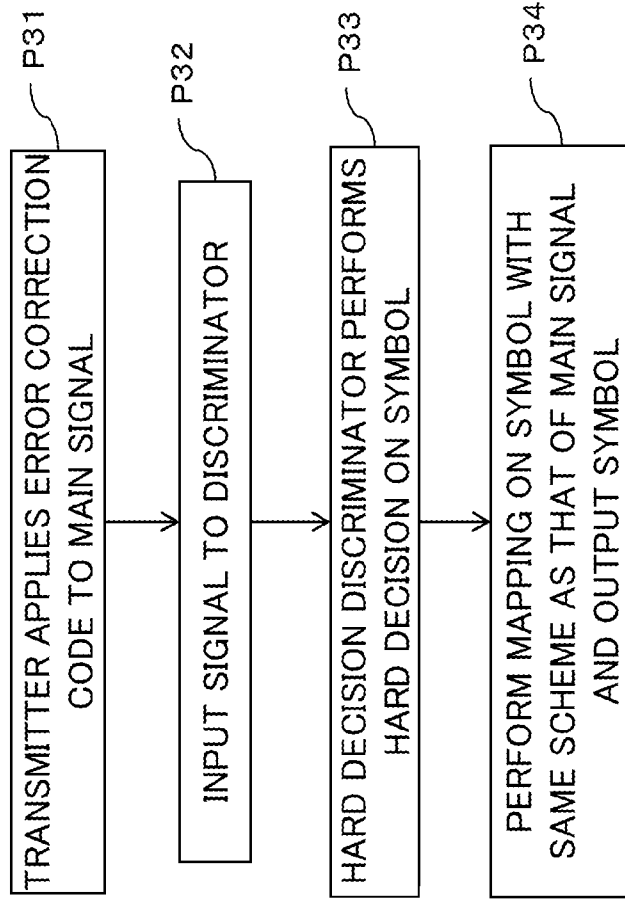 TRANSMITTER APPLIES ERROR CORRECTION
CODE TO MAIN SIGNAL
P31
INPUT SIGNAL TO DISCRIMINATOR
P32
HARD DECISION DISCRIMINATOR PERFORMS
HARD DECISION ON SYMBOL
P33
PERFORM MAPPING ON SYMBOL WITH
SAME SCHEME AS THAT OF MAIN SIGNAL
AND OUTPUT SYMBOL
P34